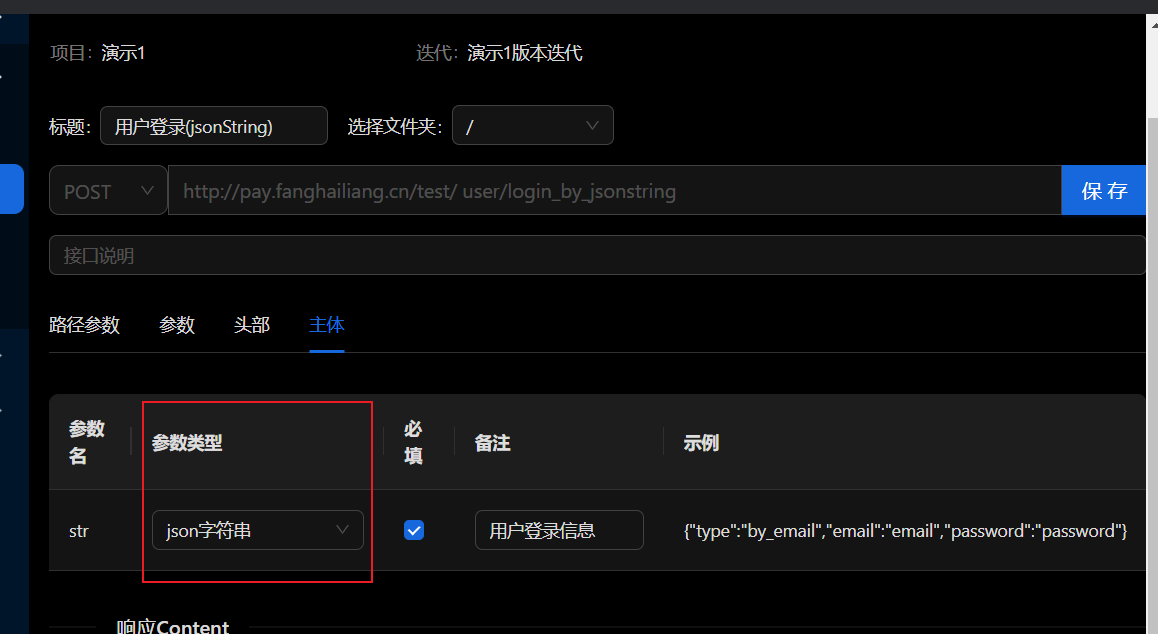 项目: 演示1 迭代: 演示1版本迭代
标题: 用户登录(jsonString) 选择文件夹: /
POST http://pay.fanghailiang.cn/test/ user/login_by_jsonstring 保 存
接口说明
路径参数 参数 头部 主体
参数名 参数类型 必填 备注 示例
str json字符串 用户登录信息 {"type":"by_email","email":"email","password":"password"}
响应Content